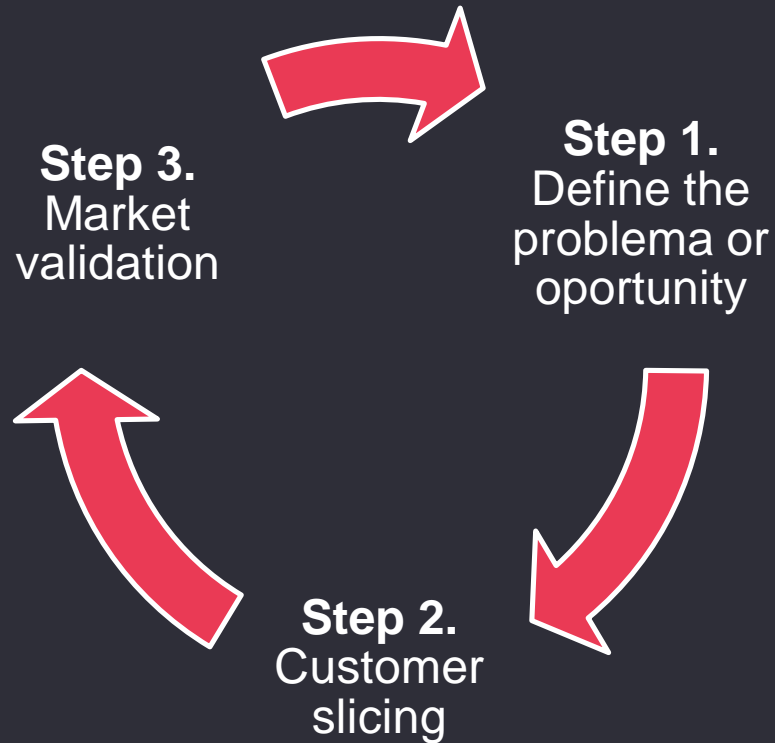 Step 1.
Define the
problema or
oportunity
Step 2.
Customer
slicing
Step 3.
Market
validation